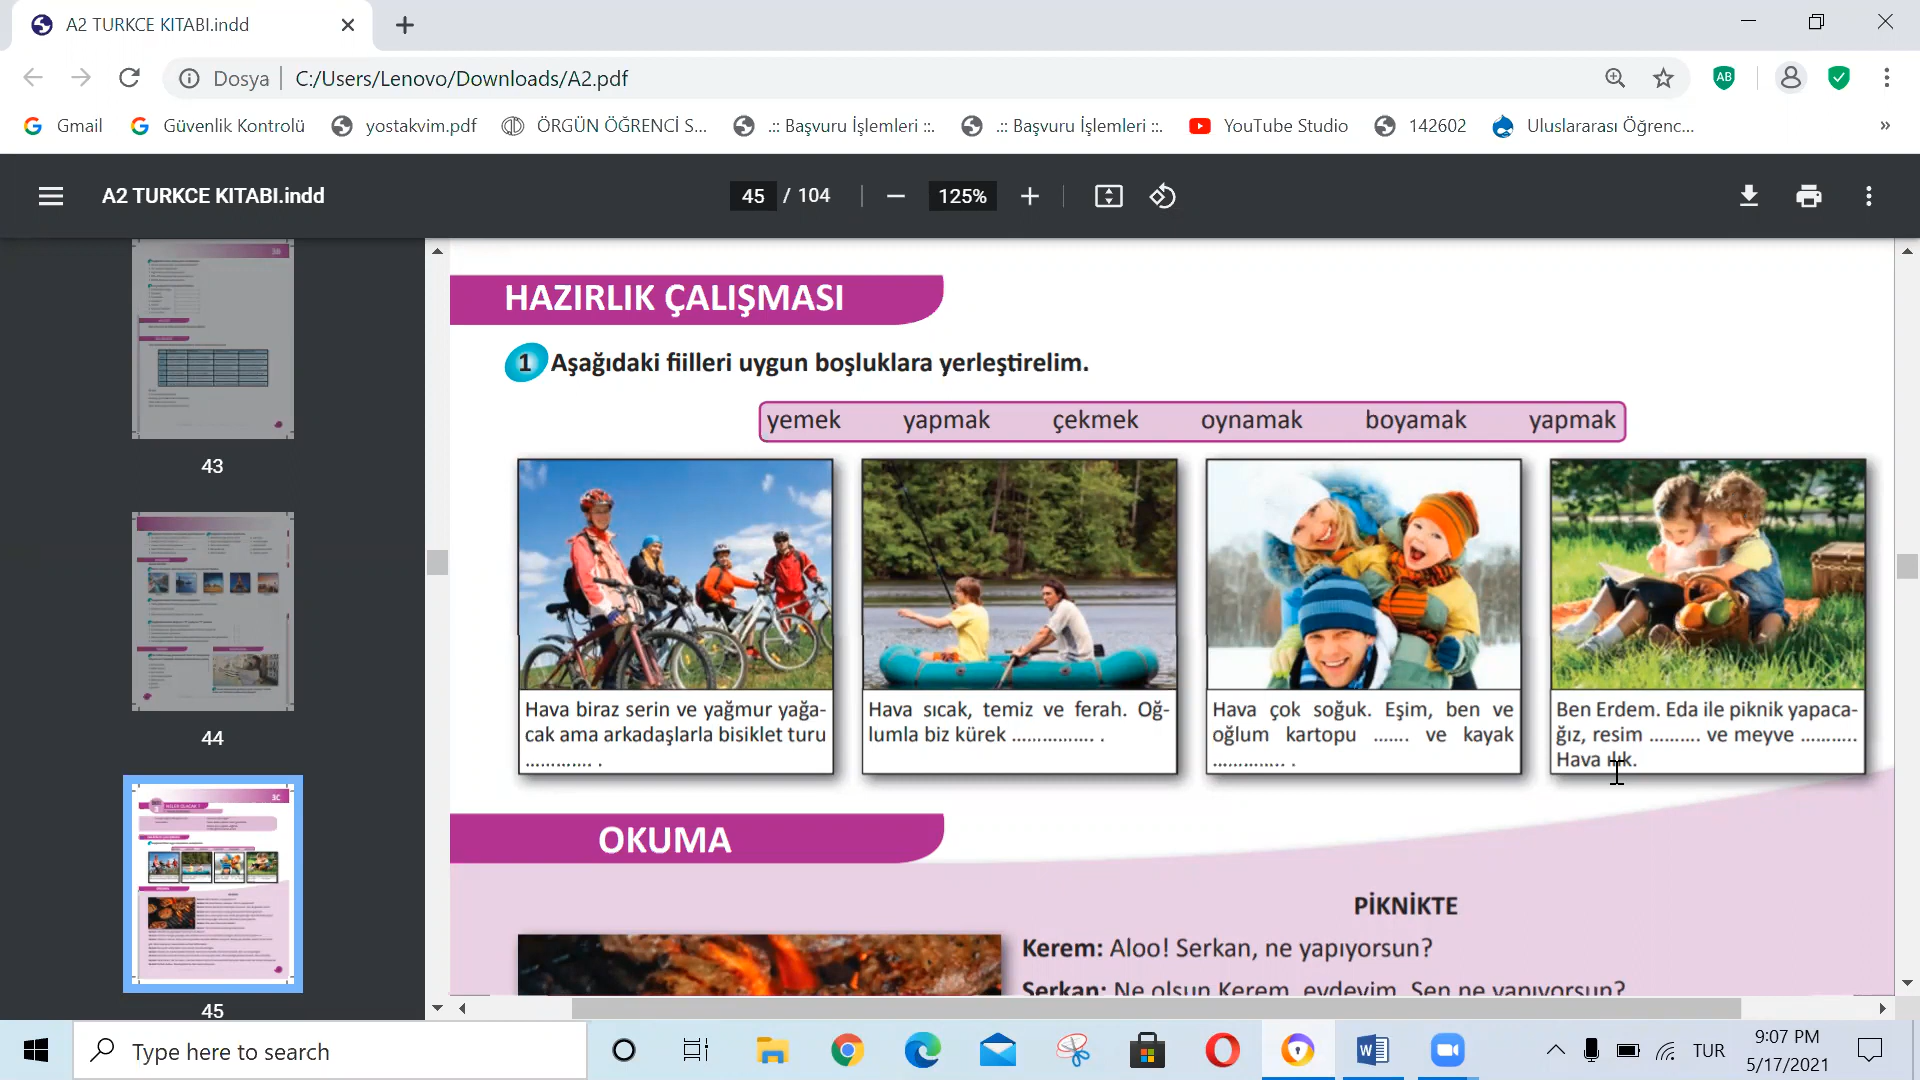 A2 TURKCE KITABI.indd
Dosya
C:/Users/Lenovo/Downloads/A2.pdf
AB
Gmail
Güvenlik Kontrolü
yostakvim.pdf
ÖRGÜN ÖĞRENCİ S...
.:: Başvuru İşlemleri ::.
.:: Başvuru İşlemleri ::.
YouTube Studio
142602
Uluslararası Öğrenc...
A2 TURKCE KITABI.indd
45 / 104
125%
43
44
3C
45
HAZIRLIK ÇALIŞMASI
1 Aşağıdaki fiilleri uygun boşluklara yerleştirelim.
yemek yapmak çekmek oynamak boyamak yapmak
Hava biraz serin ve yağmur yağa-
cak ama arkadaşlarla bisiklet turu
............. .
Hava sıcak, temiz ve ferah. Oğ-
lumla biz kürek ................ .
Hava çok soğuk. Eşim, ben ve
oğlum kartopu ....... ve kayak
.............. .
Ben Erdem. Eda ile piknik yapaca-
ğız, resim .......... ve meyve ...........
Hava ılık.
OKUMA
PİKNİKTE
Kerem: Aloo! Serkan, ne yapıyorsun?
Serkan: Ne olsun Kerem, evdeyim. Sen ne yapıyorsun?
Type here to search
TUR
9:07 PM
5/17/2021